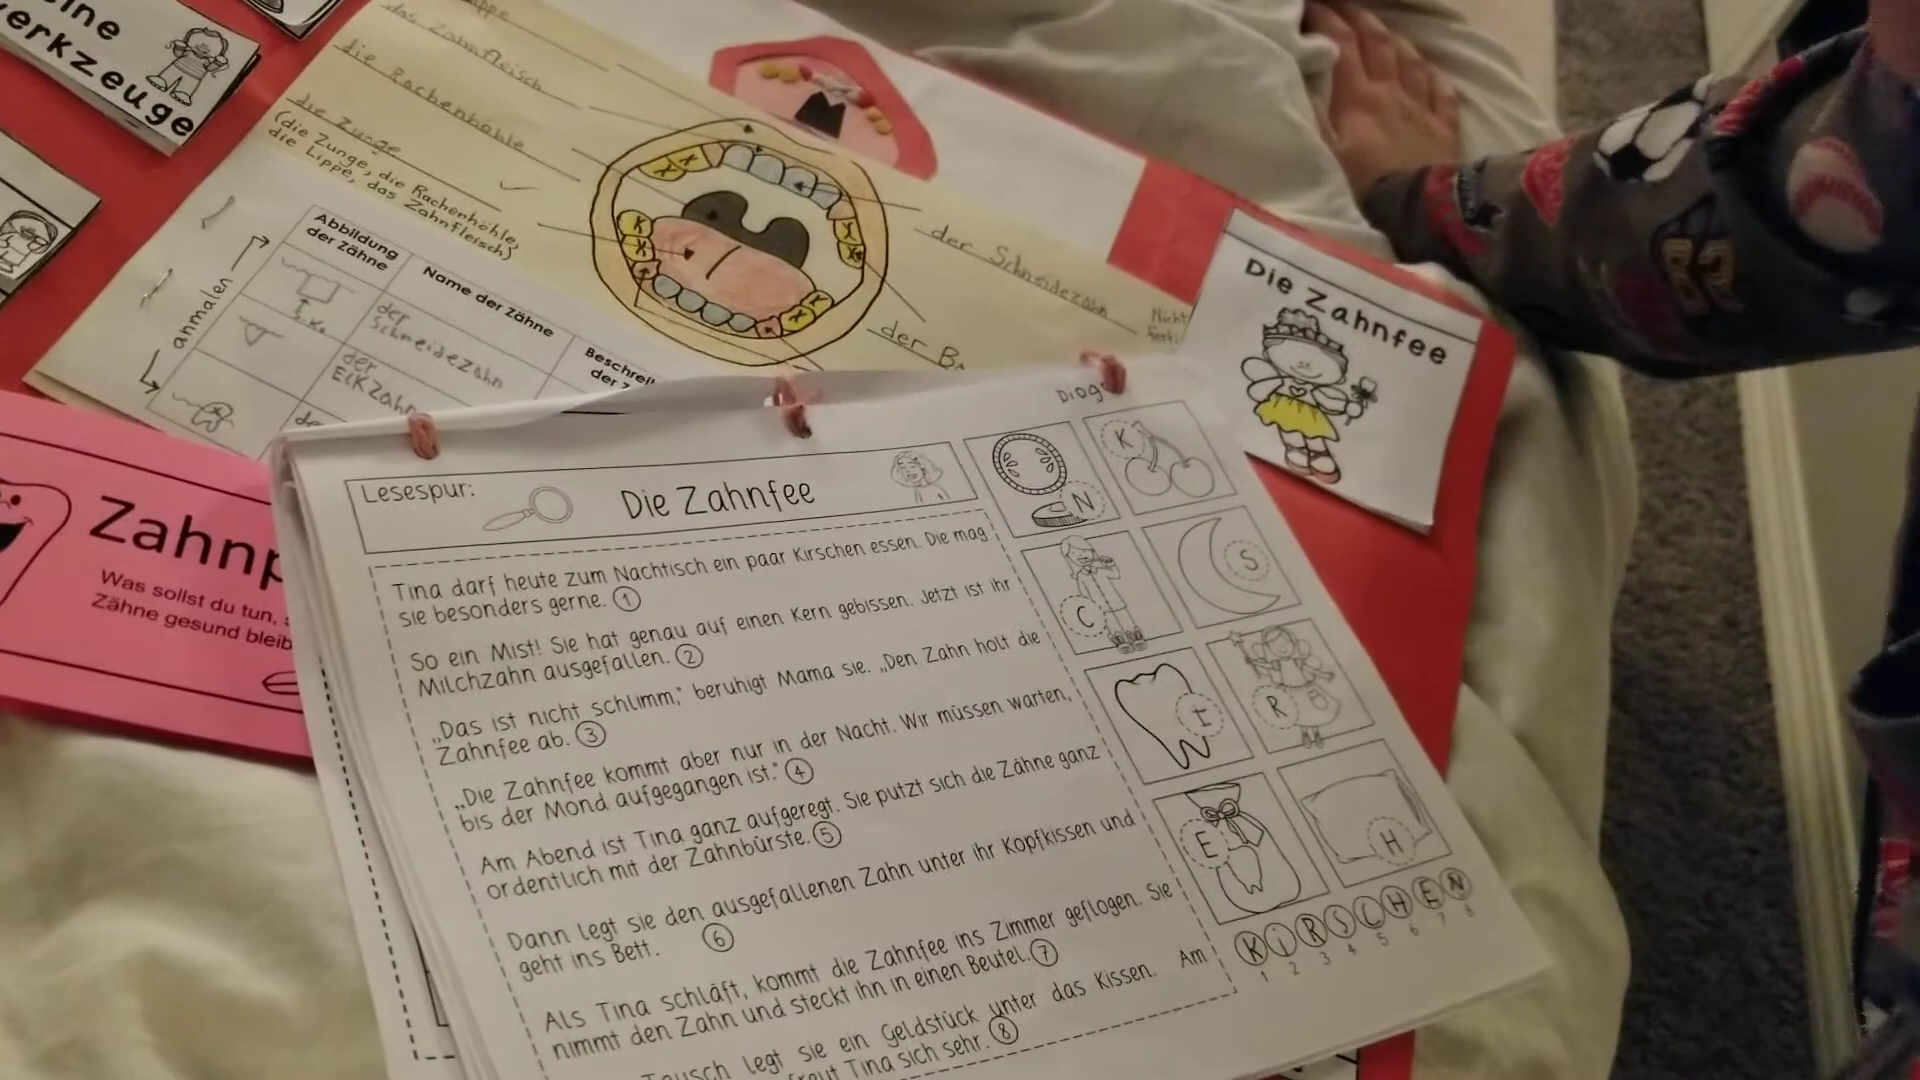 eine
erkzeuge
das Zahnfleisch
die Rachenhöhle
die Zunge
(die Zunge, die Rachenhöhle,
die Lippe, das Zahnfleisch)
der Schneidezahn
Nicht
der
anmalen
Abbildung
der Zähne
Name der Zähne
der
Schneidezahn
der
EckZahn
Die Zahnfee
Was sollst du tun,
Zähne gesund
Lesespur:
Die Zahnfee
Tina darf heute zum Nachtisch ein paar Kirschen essen. Die mag
sie besonders gerne. 1
So ein Mist! Sie hat genau auf einen Kern gebissen. Jetzt ist ihr
Milchzahn ausgefallen. 2
„Das ist nicht schlimm," beruhigt Mama sie. „Den Zahn holt die
Zahnfee ab. 3
„Die Zahnfee kommt aber nur in der Nacht. Wir müssen warten,
bis der Mond aufgegangen ist." 4
Am Abend ist Tina ganz aufgeregt. Sie putzt sich die Zähne ganz
ordentlich mit der Zahnbürste. 5
Dann legt sie den ausgefallenen Zahn unter ihr Kopfkissen und
geht ins Bett. 6
Als Tina schläft, kommt die Zahnfee ins Zimmer geflogen. Sie
nimmt den Zahn und steckt ihn in einen Beutel. 7
legt sie ein Geldstück unter das Kissen. Am
Tina sich sehr. 8
N K
C S
I R
E H
K I R S C H E N
1 2 3 4 5 6 7 8